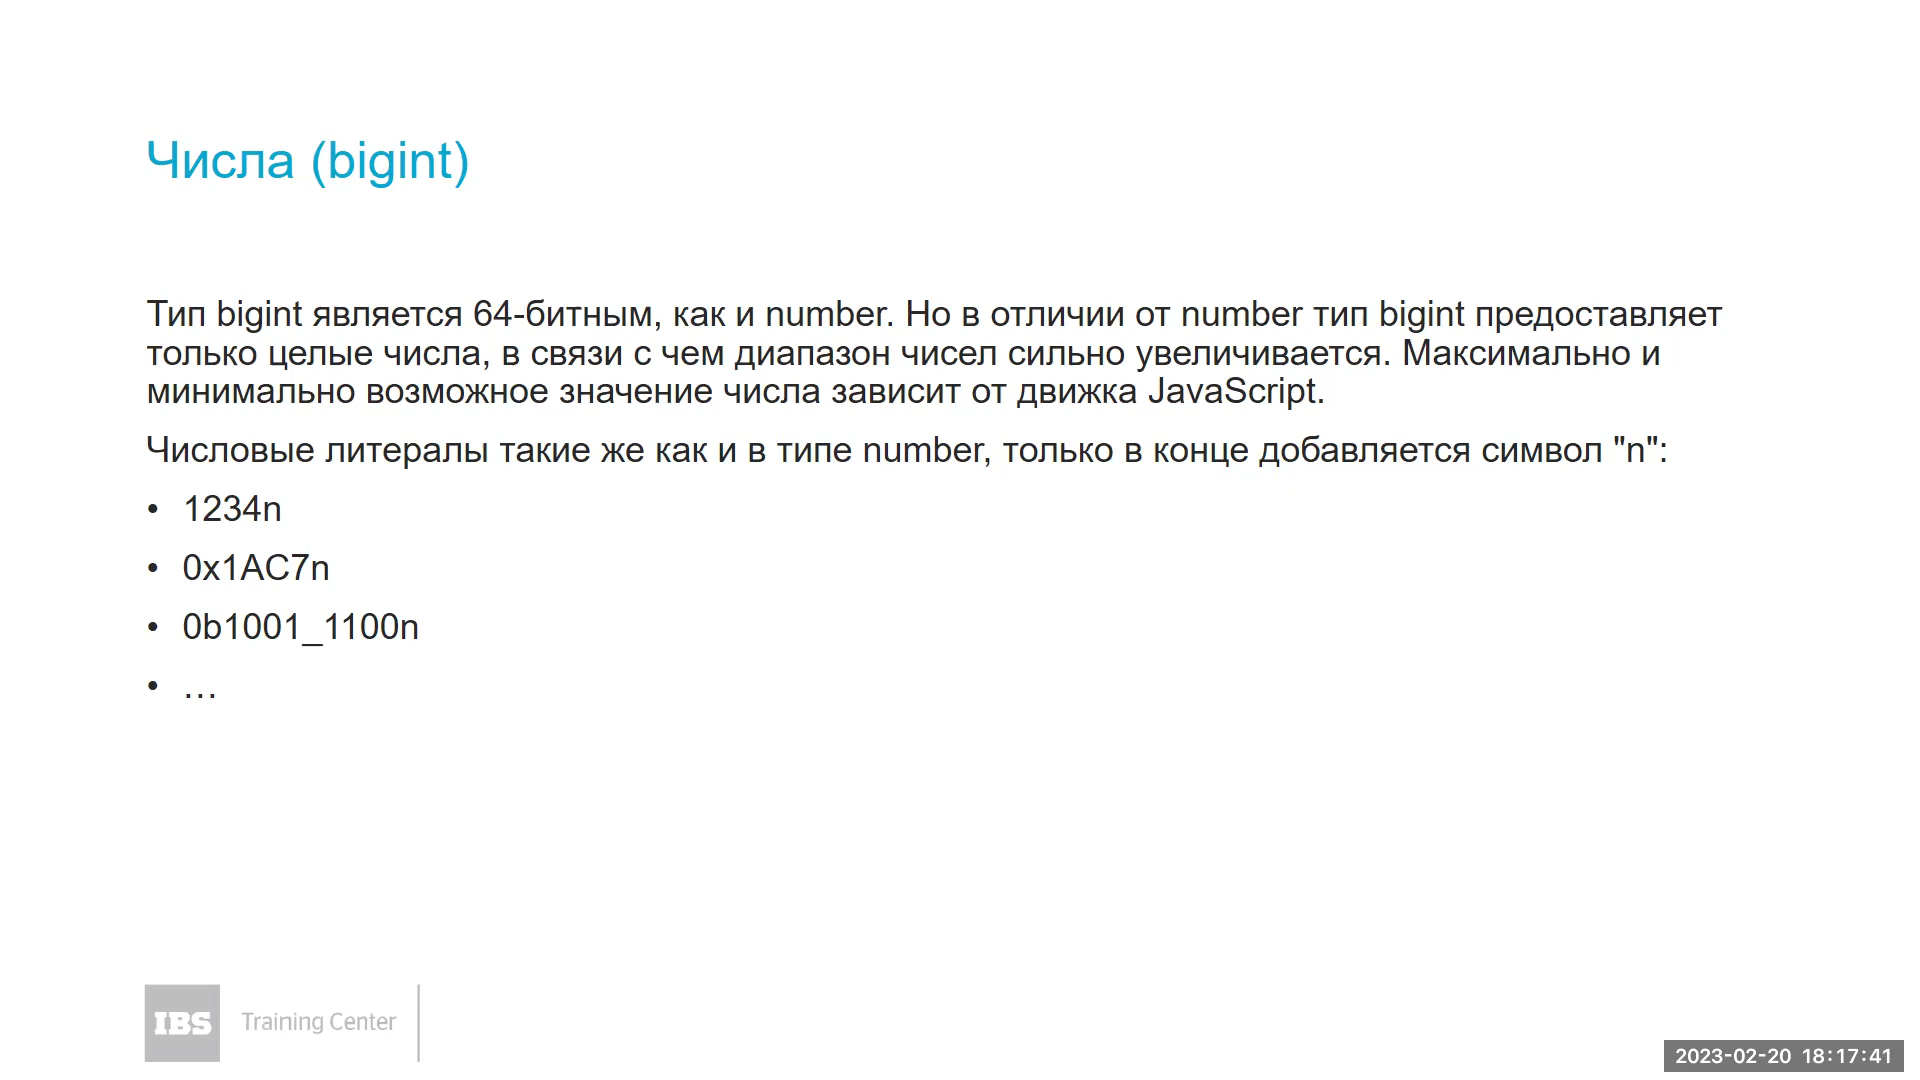 Числа (bigint)
Тип bigint является 64-битным, как и number. Но в отличии от number тип bigint предоставляет
только целые числа, в связи с чем диапазон чисел сильно увеличивается. Максимально и
минимально возможное значение числа зависит от движка JavaScript.
Числовые литералы такие же как и в типе number, только в конце добавляется символ "n":
• 1234n
• 0x1AC7n
• 0b1001_1100n
• …
IBS Training Center
2023-02-20 18:17:41